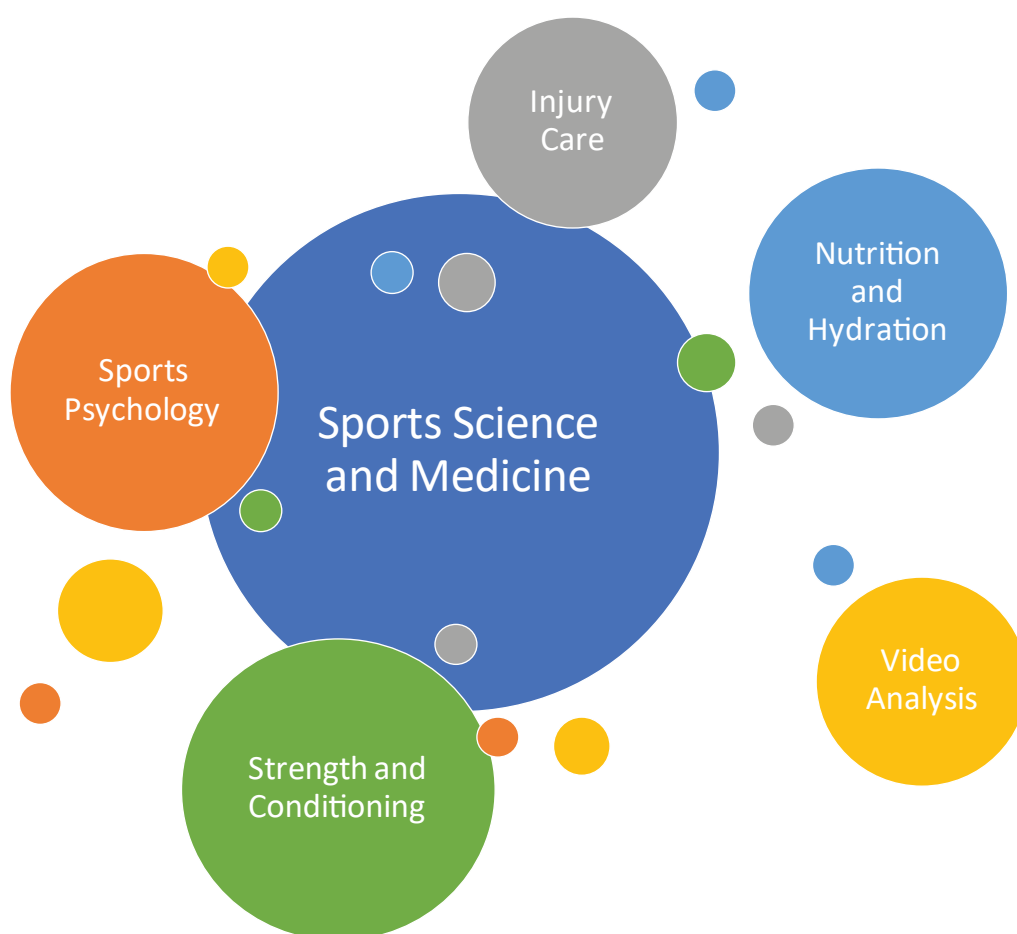 Injury
Care
Nutrition
and
Hydration
Sports
Psychology
Sports Science
and Medicine
Video
Analysis
Strength and
Conditioning